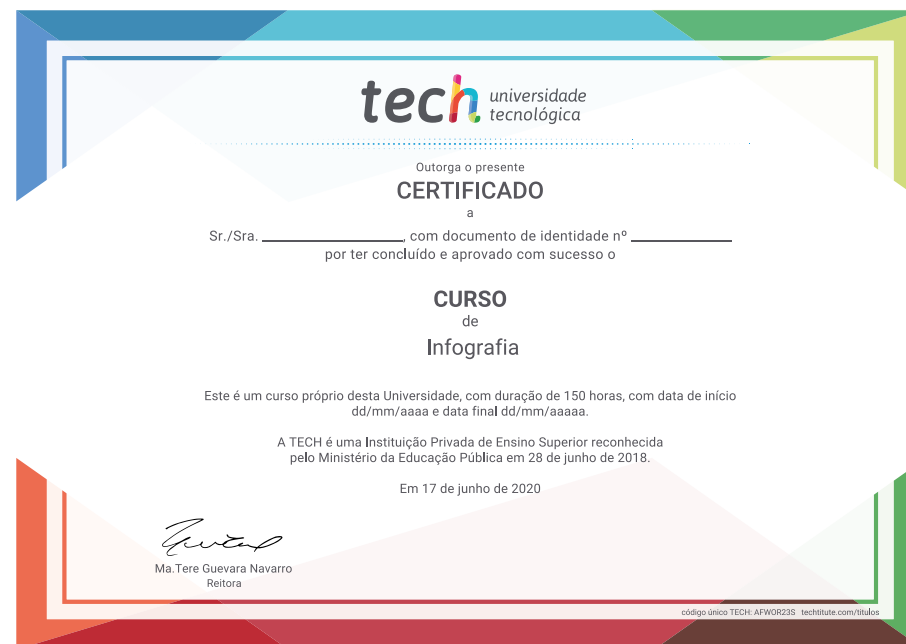 tech universidade
tecnológica
Outorga o presente
CERTIFICADO
a
Sr./Sra. ____________________, com documento de identidade nº ______________
por ter concluído e aprovado com sucesso o
CURSO
de
Infografia
Este é um curso próprio desta Universidade, com duração de 150 horas, com data de início
dd/mm/aaaa e data final dd/mm/aaaaa.
A TECH é uma Instituição Privada de Ensino Superior reconhecida
pelo Ministério da Educação Pública em 28 de junho de 2018.
Em 17 de junho de 2020
Ma.Tere Guevara Navarro
Reitora
código único TECH: AFWOR23S techtitute.com/titulos